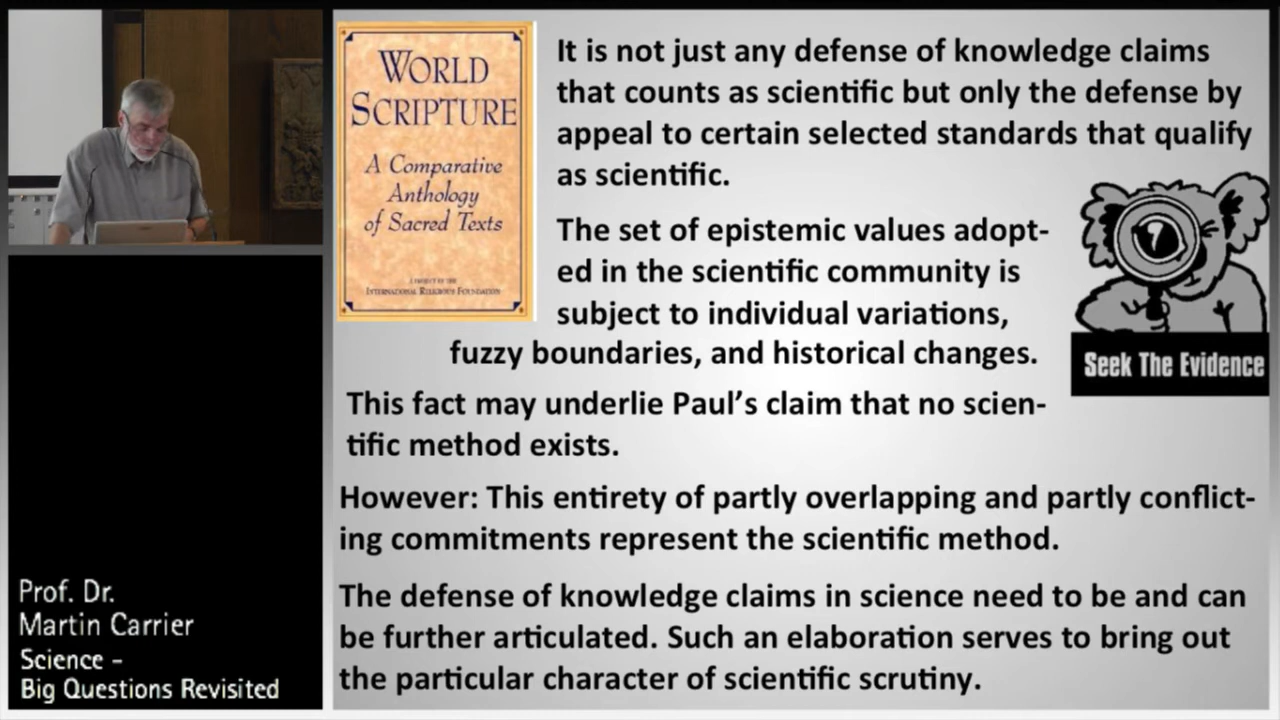 WORLD
SCRIPTURE
A Comparative
Anthology
of Sacred Texts
A PROJECT OF THE
INTERNATIONAL RELIGIOUS FOUNDATION
It is not just any defense of knowledge claims
that counts as scientific but only the defense by
appeal to certain selected standards that qualify
as scientific.
The set of epistemic values adopt-
ed in the scientific community is
subject to individual variations,
fuzzy boundaries, and historical changes.
Seek The Evidence
This fact may underlie Paul's claim that no scien-
tific method exists.
However: This entirety of partly overlapping and partly conflict-
ing commitments represent the scientific method.
The defense of knowledge claims in science need to be and can
be further articulated. Such an elaboration serves to bring out
the particular character of scientific scrutiny.
Prof. Dr.
Martin Carrier
Science –
Big Questions Revisited